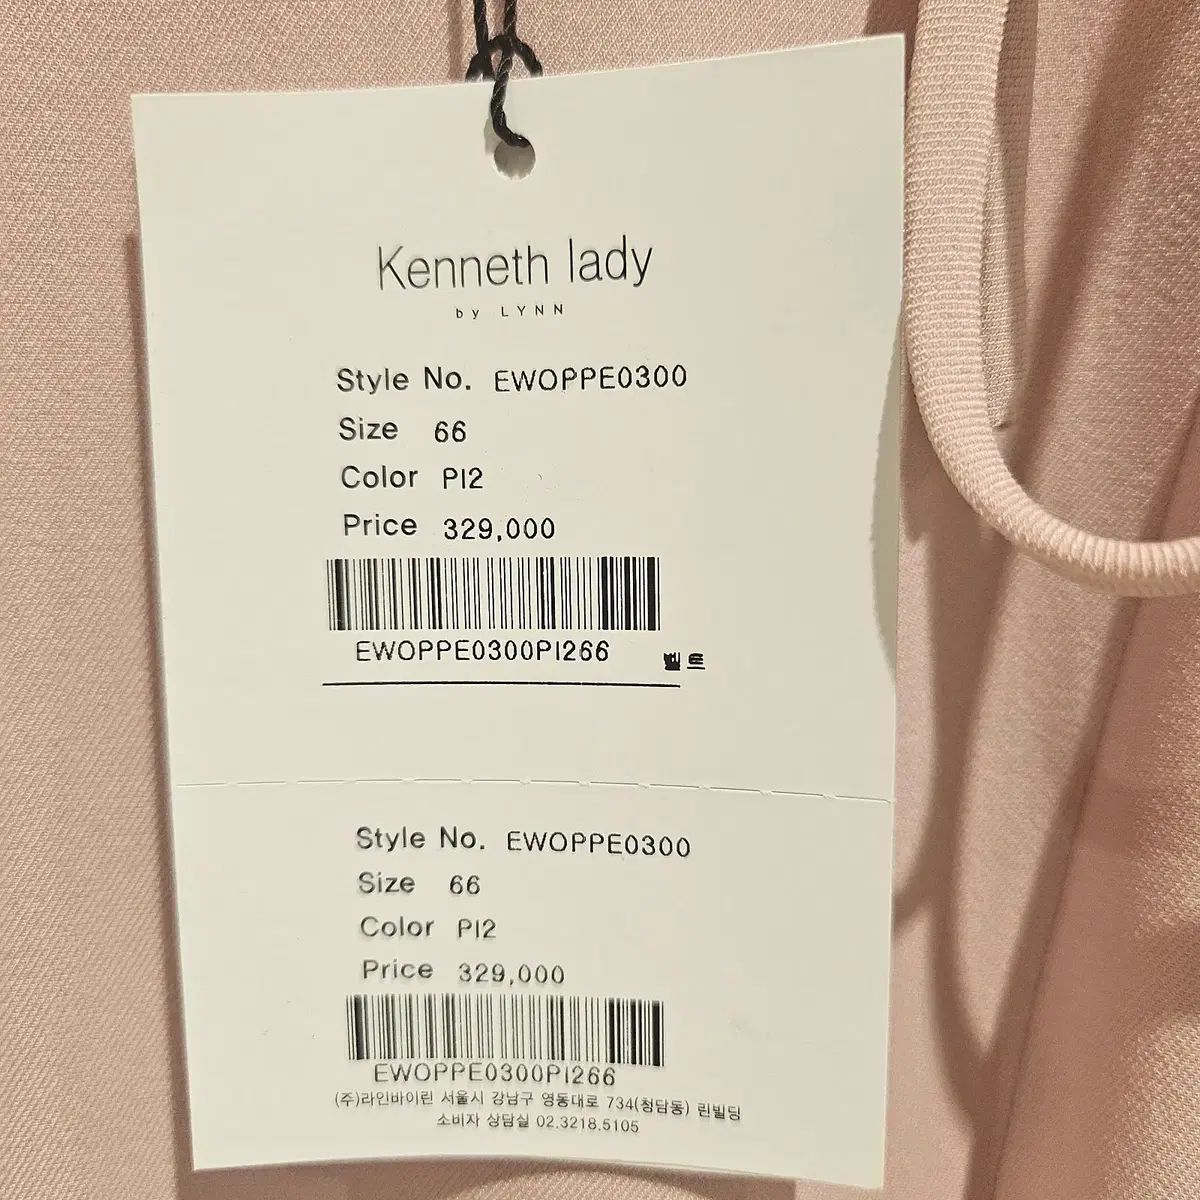 Kenneth lady
by LYNN
Style No. EWOPPE0300
Size 66
Color PI2
Price 329,000
EWOPPE0300PI266 벨트
Style No. EWOPPE0300
Size 66
Color PI2
Price 329,000
EWOPPE0300PI266
(주)라인바이린 서울시 강남구 영동대로 734(청담동) 린빌딩
소비자 상담실 02.3218.5105